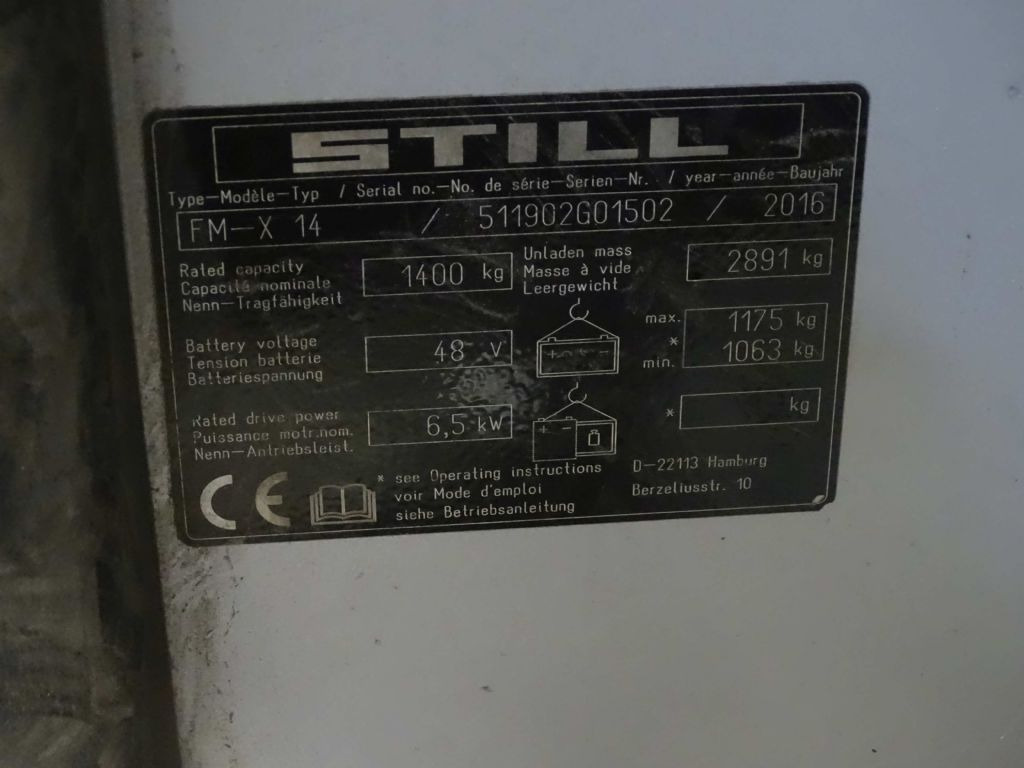 STILL
Type-Modèle-Typ / Serial no.-No. de série-Serien-Nr. / year-année-Baujahr
FM-X 14 / 511902G01502 / 2016
Rated capacity
Capacité nominale
Nenn-Tragfähigkeit
1400 kg
Unladen mass
Masse à vide
Leergewicht
2891 kg
Battery voltage
Tension batterie
Batteriespannung
48 V
max. 1175 kg
*
min. 1063 kg
Rated drive power
Puissance motr.nom.
Nenn-Antriebsleist.
6,5 kW
+ -
* kg
CE
* see Operating instructions
voir Mode d'emploi
siehe Betriebsanleitung
D-22113 Hamburg
Berzeliusstr. 10